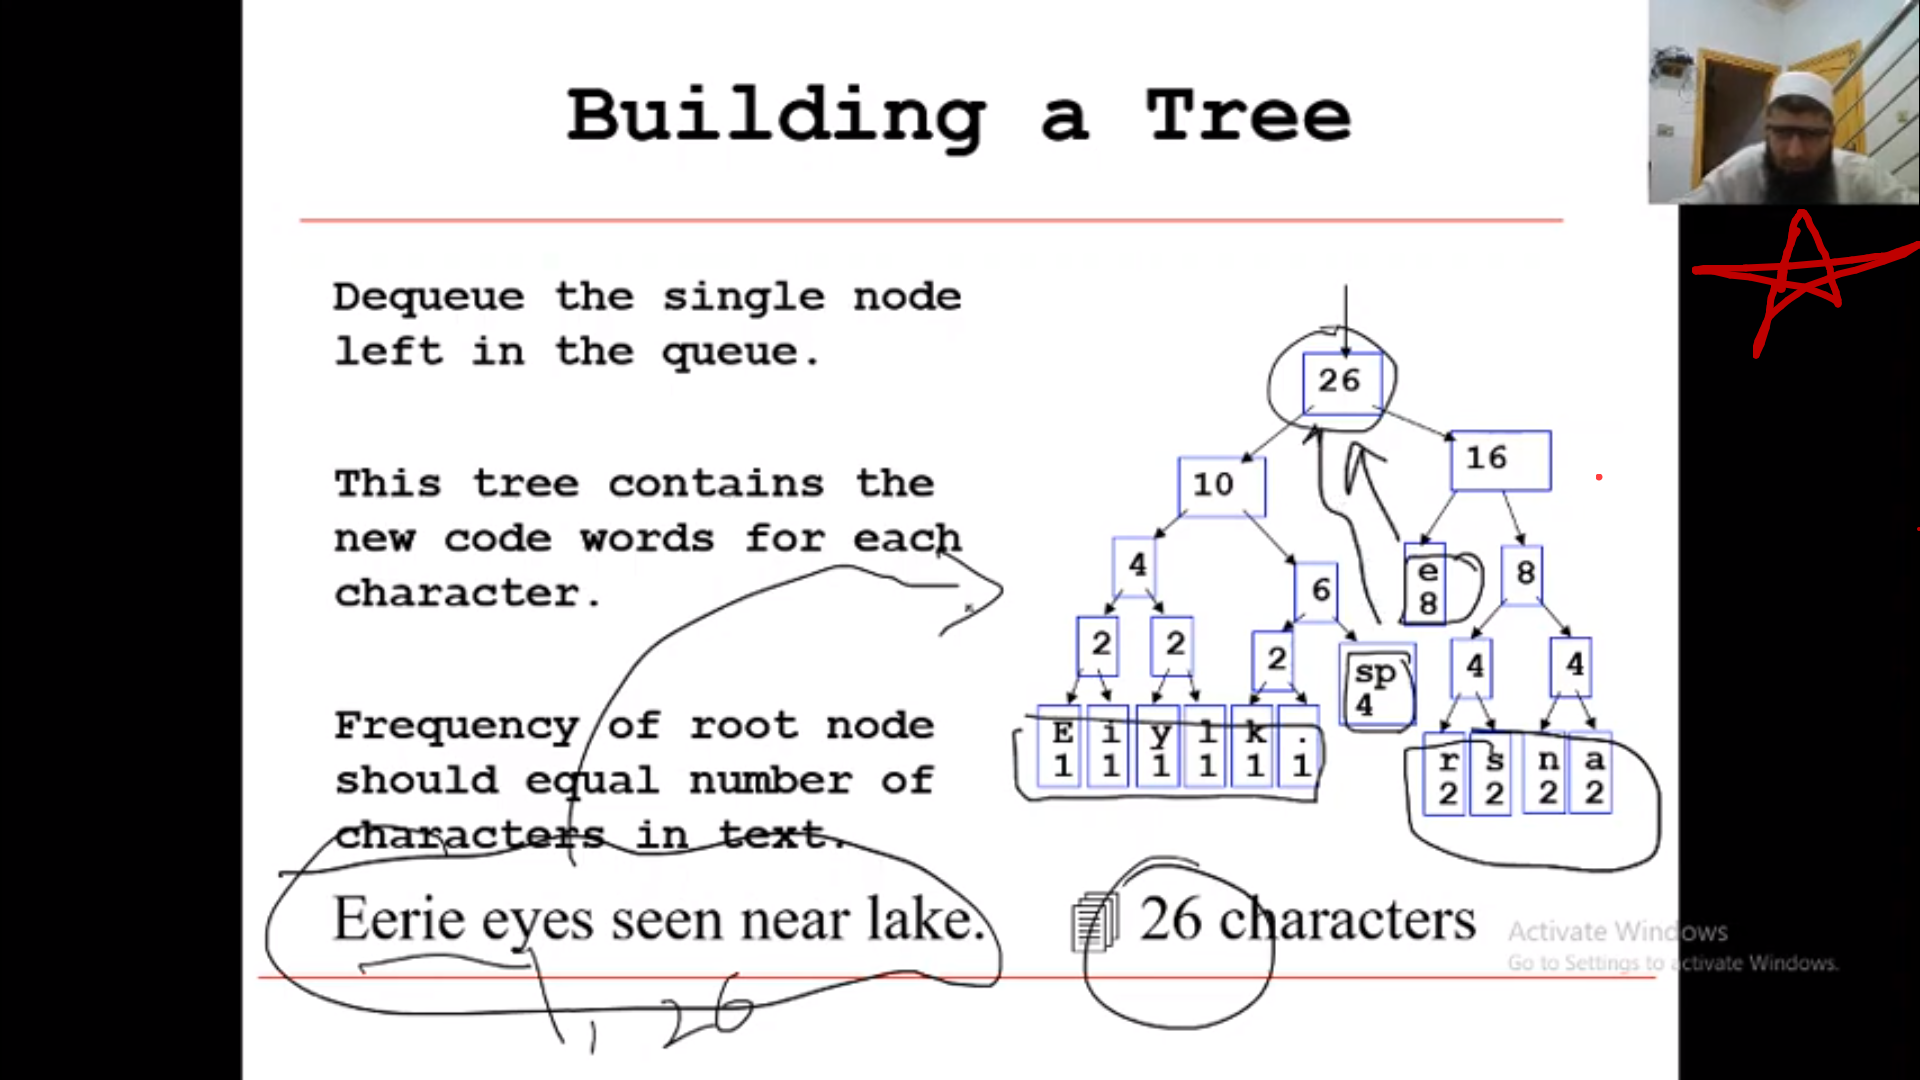 Building a Tree
Dequeue the single node
left in the queue.
This tree contains the
new code words for each
character.
Frequency of root node
should equal number of
characters in text.
26
10 16
4 6 e 8
8
2 2 2 sp 4 4
4
E i y l k . r s n a
1 1 1 1 1 1 2 2 2 2
Eerie eyes seen near lake. 26 characters
26
Activate Windows
Go to Settings to activate Windows.